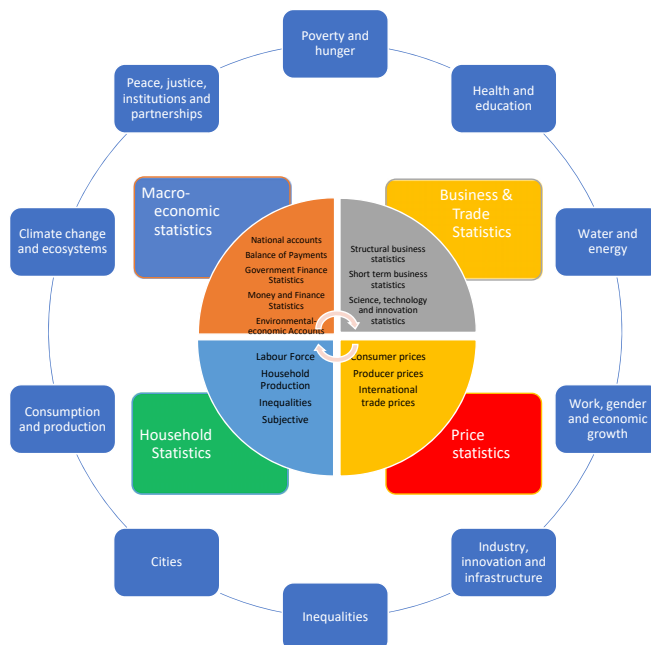 Poverty and
hunger
Peace, justice,
institutions and
partnerships
Health and
education
Macro-
economic
statistics
Business &
Trade
Statistics
Climate change
and ecosystems
Water and
energy
National accounts
Balance of Payments
Government Finance
Statistics
Money and Finance
Statistics
Environmental-
economic Accounts
Structural business
statistics
Short term business
statistics
Science, technology
and innovation
statistics
Labour Force
Household
Production
Inequalities
Subjective
Consumer prices
Producer prices
International
trade prices
Consumption
and production
Work, gender
and economic
growth
Household
Statistics
Price
statistics
Cities
Industry,
innovation and
infrastructure
Inequalities